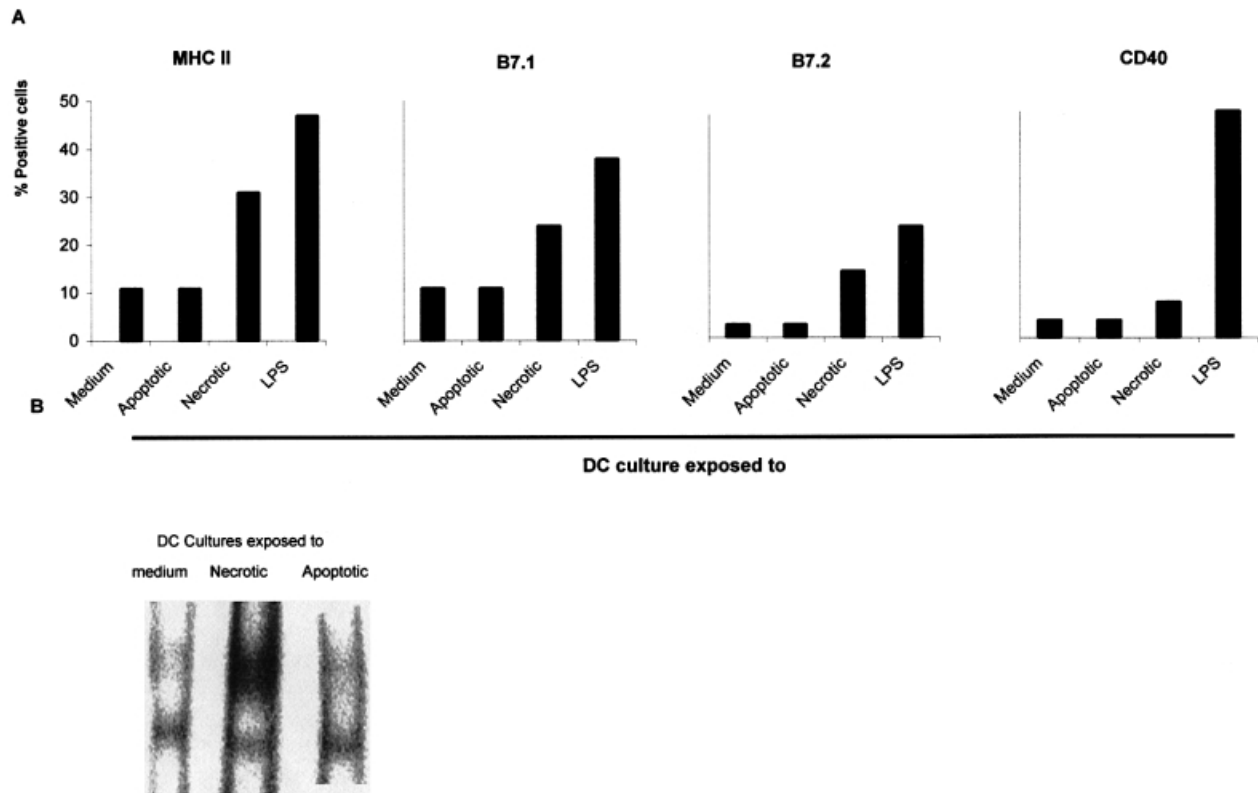 A
MHC II
B7.1
B7.2
CD40
% Positive cells
50
40
30
20
10
0
Medium
Apoptotic
Necrotic
LPS
Medium
Apoptotic
Necrotic
LPS
Medium
Apoptotic
Necrotic
LPS
Medium
Apoptotic
Necrotic
LPS
B
DC culture exposed to
DC Cultures exposed to
medium Necrotic Apoptotic